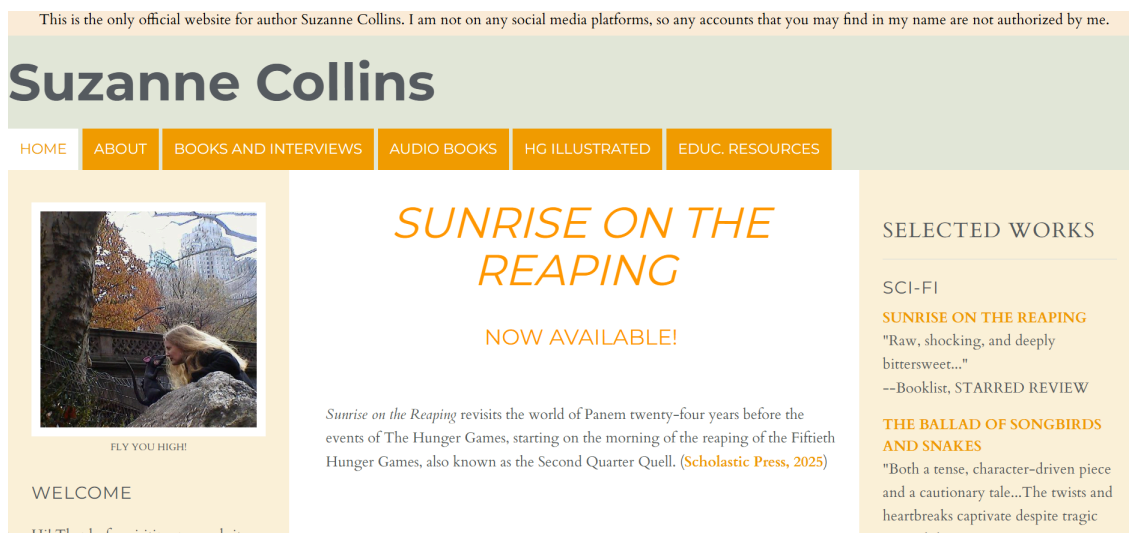 This is the only official website for author Suzanne Collins. I am not on any social media platforms, so any accounts that you may find in my name are not authorized by me.
Suzanne Collins
HOME
ABOUT
BOOKS AND INTERVIEWS
AUDIO BOOKS
HG ILLUSTRATED
EDUC. RESOURCES
FLY YOU HIGH!
WELCOME
SUNRISE ON THE
REAPING
NOW AVAILABLE!
Sunrise on the Reaping revisits the world of Panem twenty-four years before the
events of The Hunger Games, starting on the morning of the reaping of the Fiftieth
Hunger Games, also known as the Second Quarter Quell. (Scholastic Press, 2025)
SELECTED WORKS
SCI-FI
SUNRISE ON THE REAPING
"Raw, shocking, and deeply
bittersweet..."
--Booklist, STARRED REVIEW
THE BALLAD OF SONGBIRDS
AND SNAKES
"Both a tense, character-driven piece
and a cautionary tale...The twists and
heartbreaks captivate despite tragic